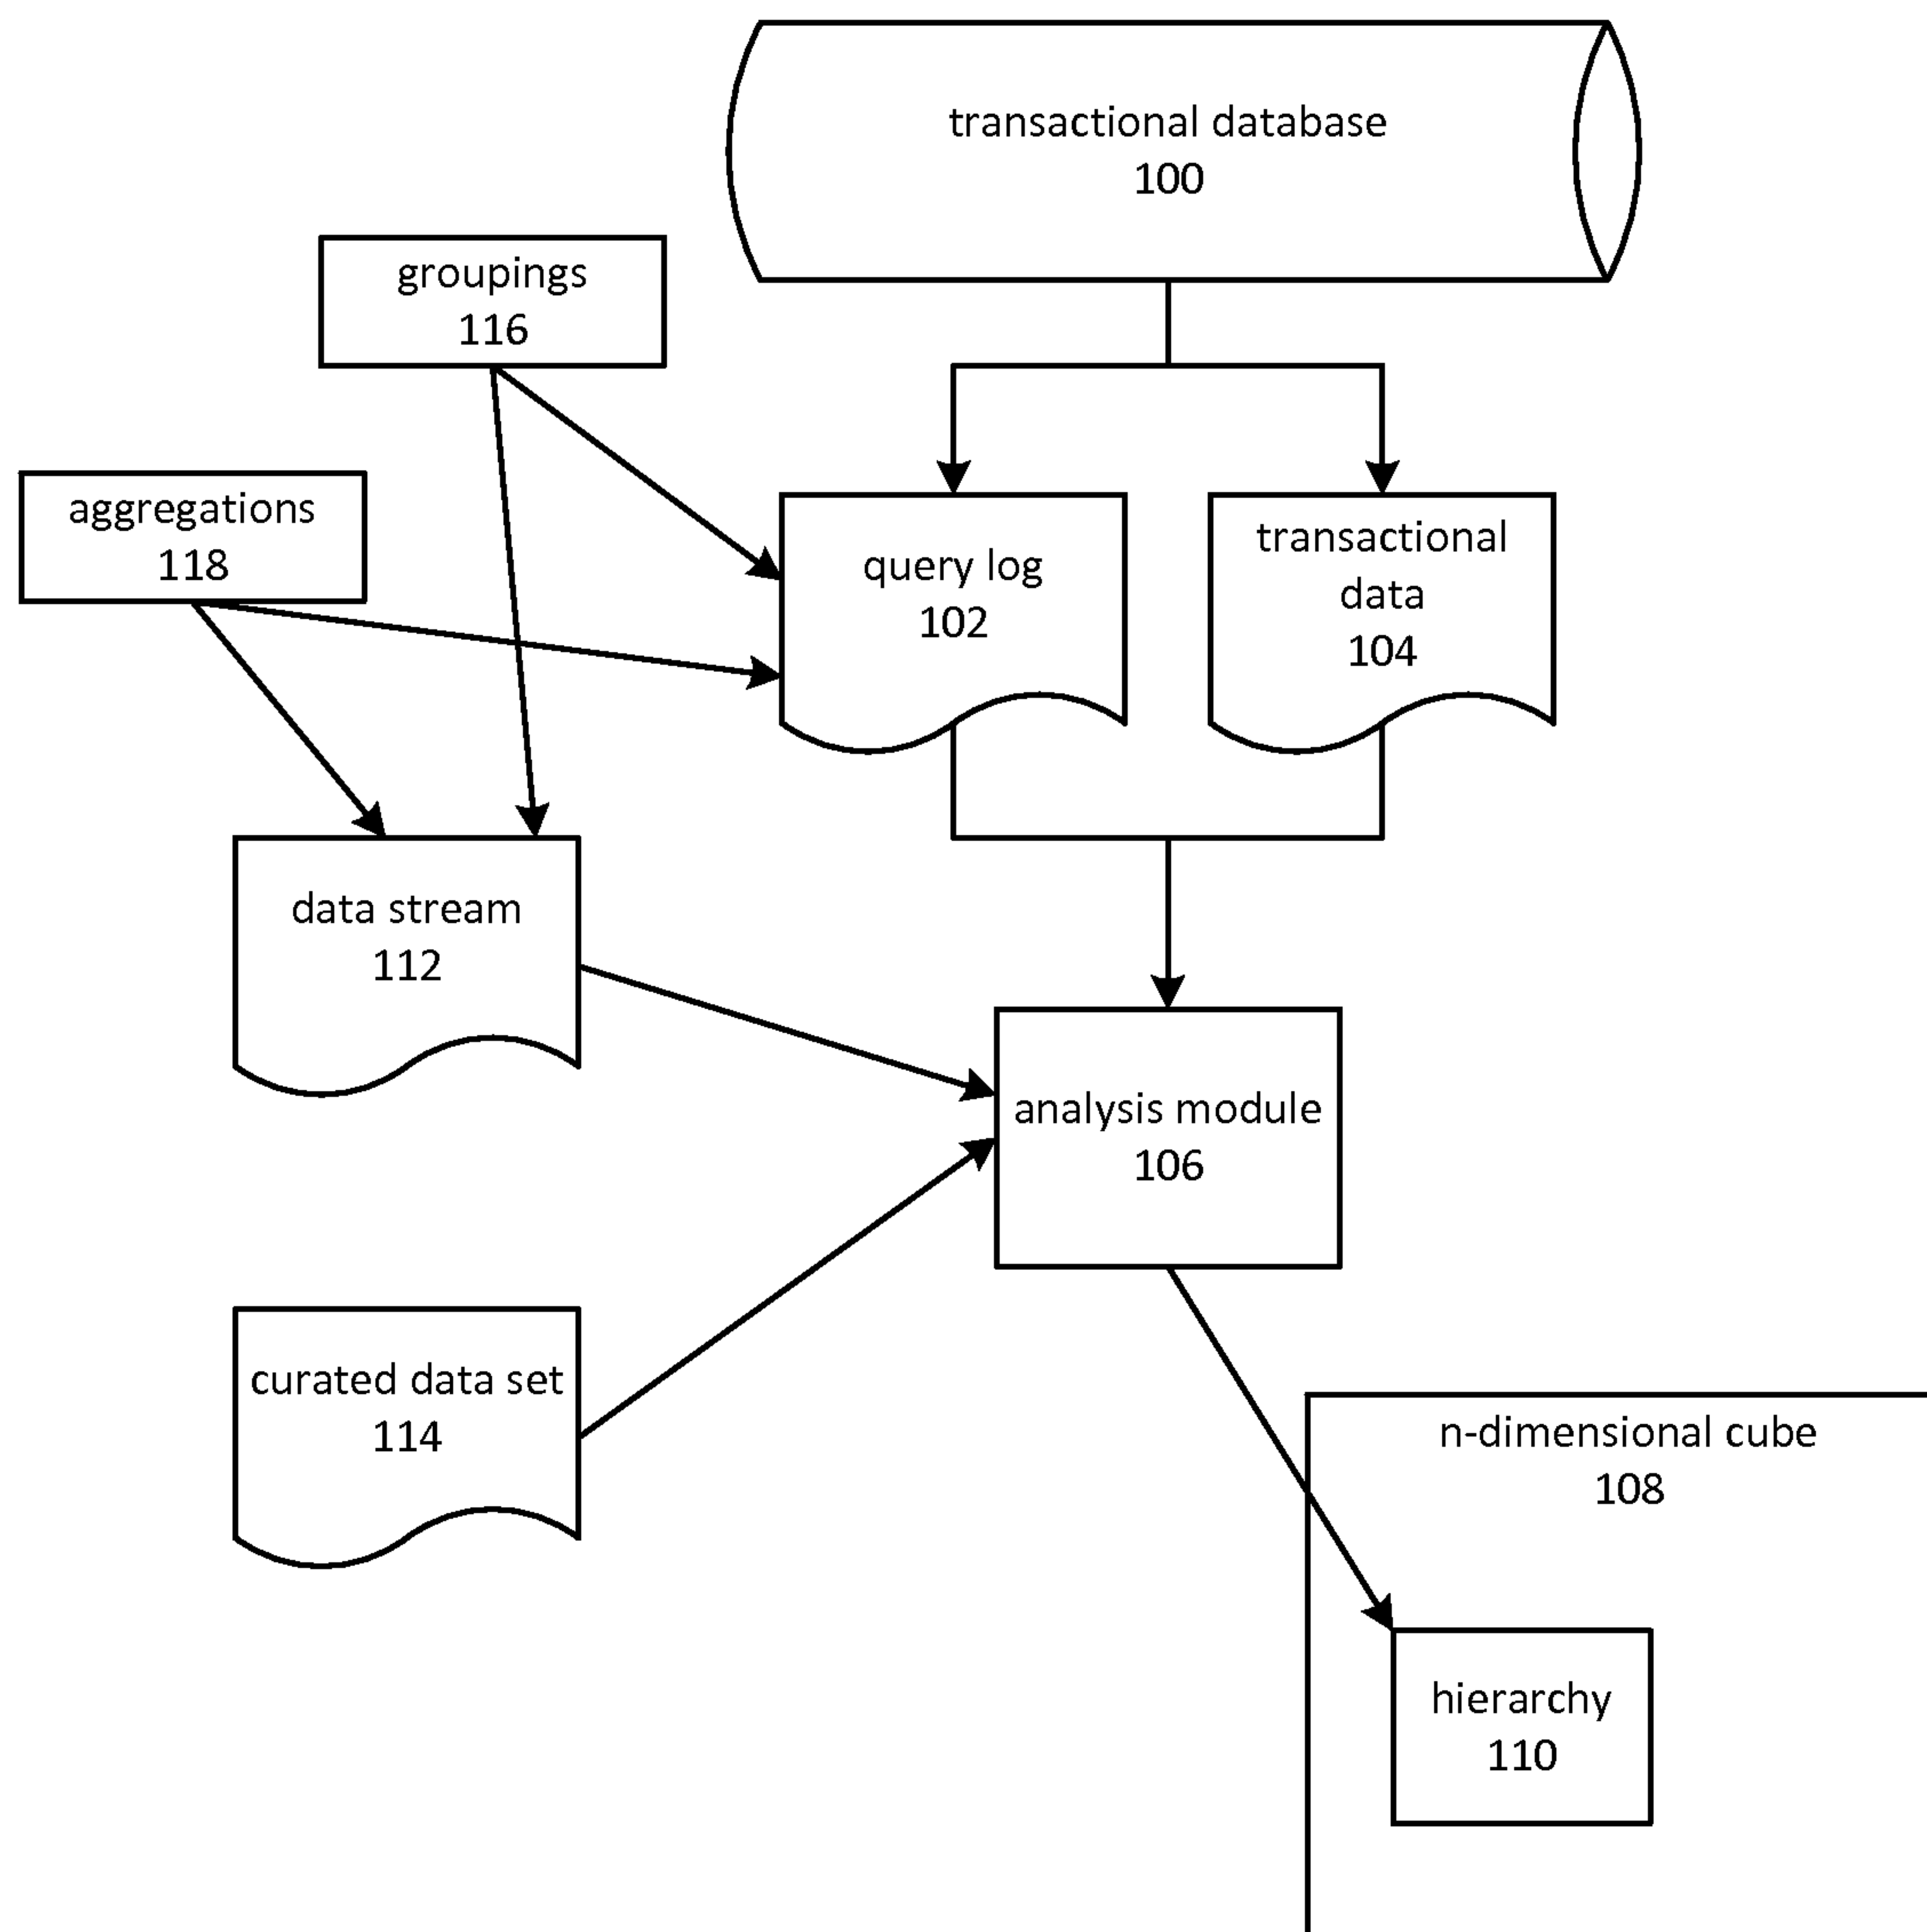 transactional database
100
groupings
116
aggregations
118
query log
102
transactional
data
104
data stream
112
analysis module
106
curated data set
114
n-dimensional cube
108
hierarchy
110